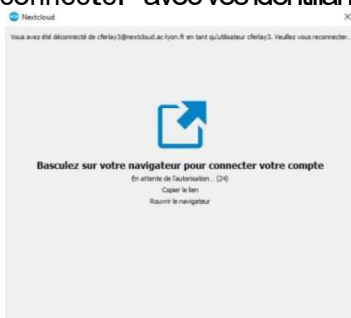 connecter avec vos identifian
Nextcloud
Vous avez été déconnecté de cferlay3@nextcloud.ac-lyon.fr en tant qu'utilisateur cferlay3. Veuillez vous reconnecter.
Basculez sur votre navigateur pour connecter votre compte
En attente de l'autorisation... (24)
Copier le lien
Rouvrir le navigateur